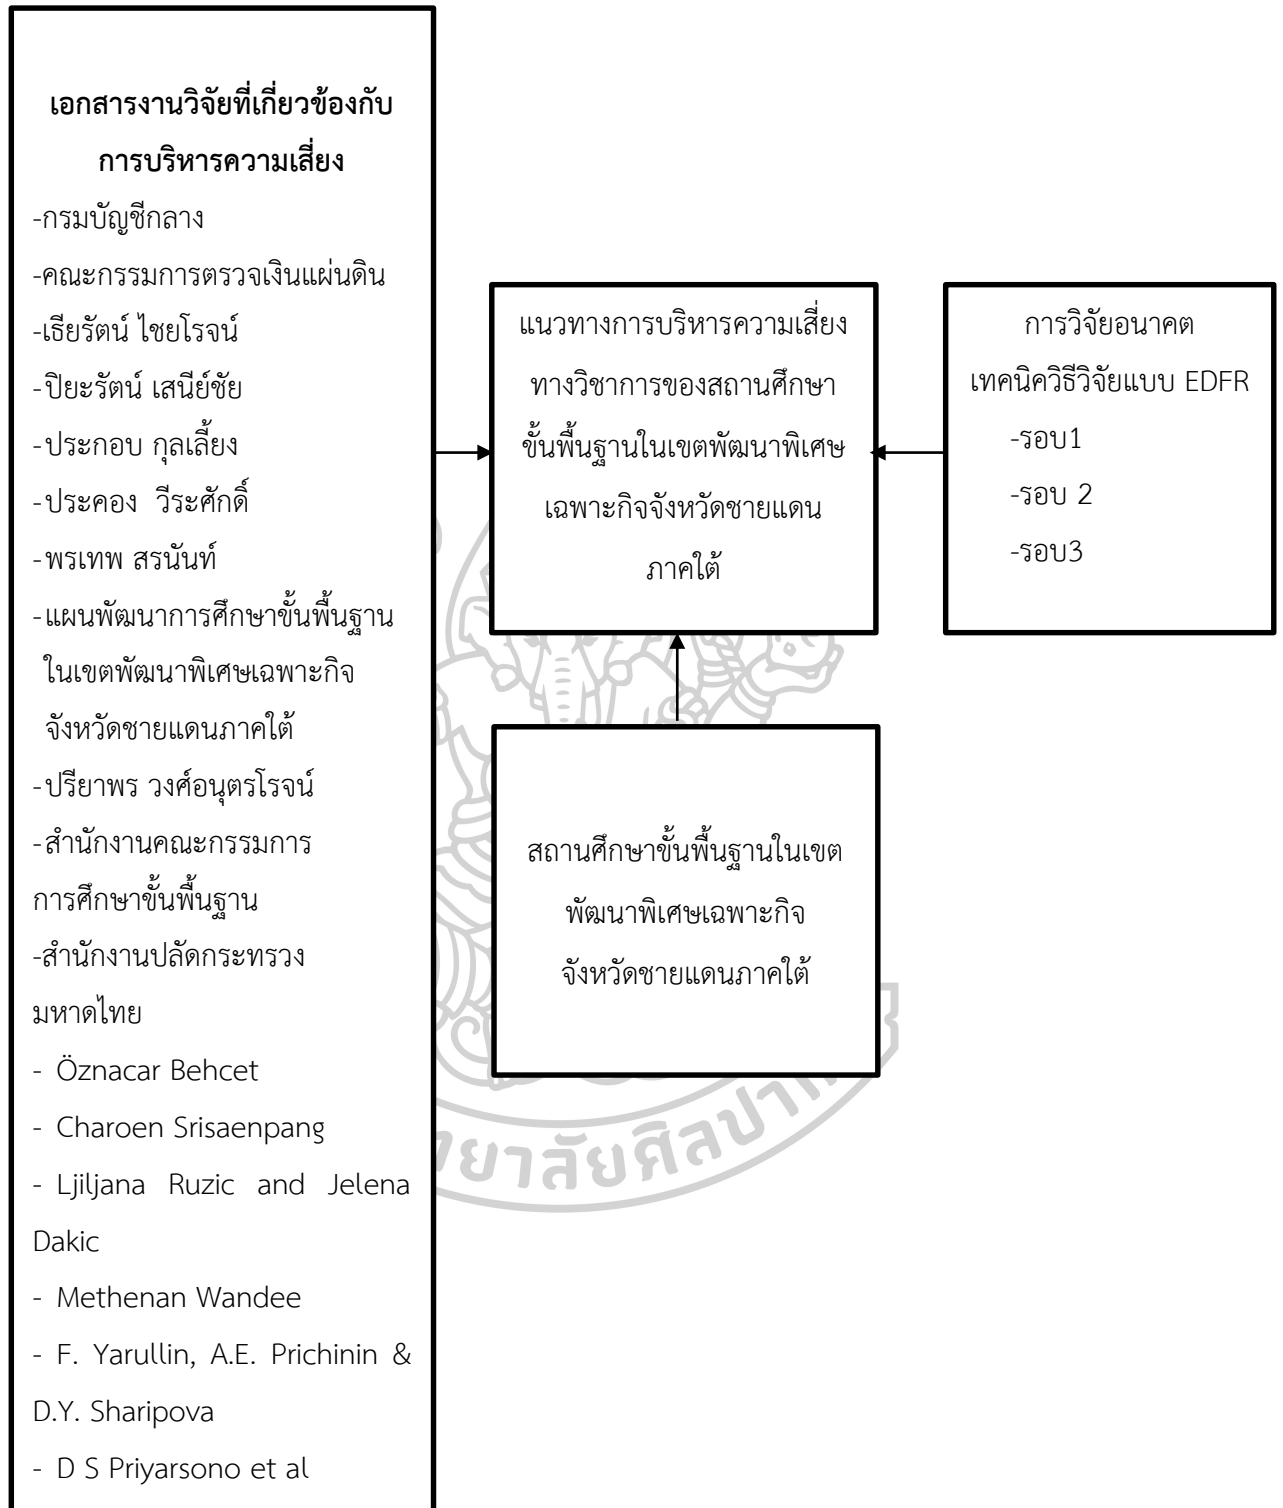 เอกสารงานวิจัยที่เกี่ยวข้องกับ
การบริหารความเสี่ยง
-กรมบัญชีกลาง
-คณะกรรมการตรวจเงินแผ่นดิน
-เธียรัตน์ ไชยโรจน์
-ปิยะรัตน์ เสนีย์ชัย
-ประกอบ กุลเลี้ยง
-ประคอง วีระศักดิ์
-พรเทพ สรนันท์
-แผนพัฒนาการศึกษาขั้นพื้นฐาน
ในเขตพัฒนาพิเศษเฉพาะกิจ
จังหวัดชายแดนภาคใต้
-ปรียาพร วงศ์อนุตรโรจน์
-สำนักงานคณะกรรมการ
การศึกษาขั้นพื้นฐาน
-สำนักงานปลัดกระทรวง
มหาดไทย
- Öznacar Behcet
- Charoen Srisaenpang
- Ljiljana Ruzic and Jelena
Dakic
- Methenan Wandee
- F. Yarullin, A.E. Prichinin &
D.Y. Sharipova
- D S Priyarsono et al
แนวทางการบริหารความเสี่ยง
ทางวิชาการของสถานศึกษา
ขั้นพื้นฐานในเขตพัฒนาพิเศษ
เฉพาะกิจจังหวัดชายแดน
ภาคใต้
การวิจัยอนาคต
เทคนิควิธีวิจัยแบบ EDFR
-รอบ1
-รอบ 2
-รอบ3
สถานศึกษาขั้นพื้นฐานในเขต
พัฒนาพิเศษเฉพาะกิจ
จังหวัดชายแดนภาคใต้